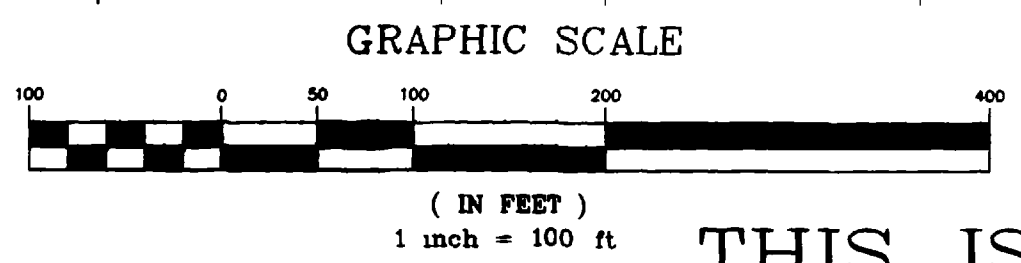 GRAPHIC SCALE
100 0 50 100 200 400
( IN FEET )
1 inch = 100 ft
THIS IS